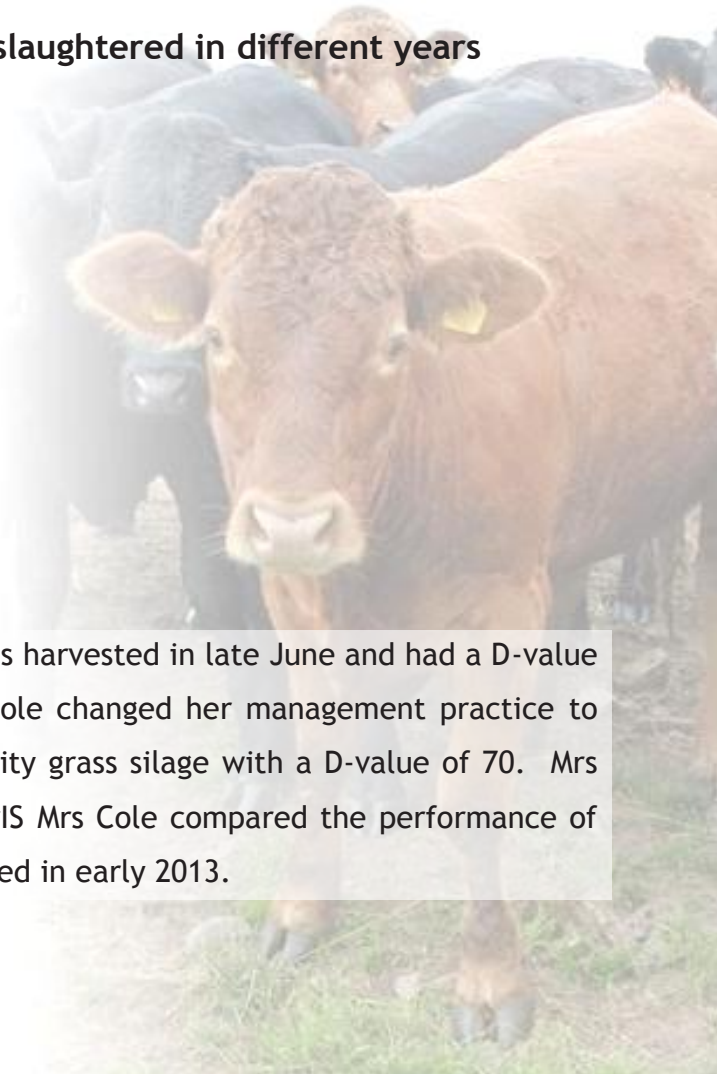 slaughtered in different years
s harvested in late June and had a D-value
ole changed her management practice to
ity grass silage with a D-value of 70. Mrs
IS Mrs Cole compared the performance of
ed in early 2013.